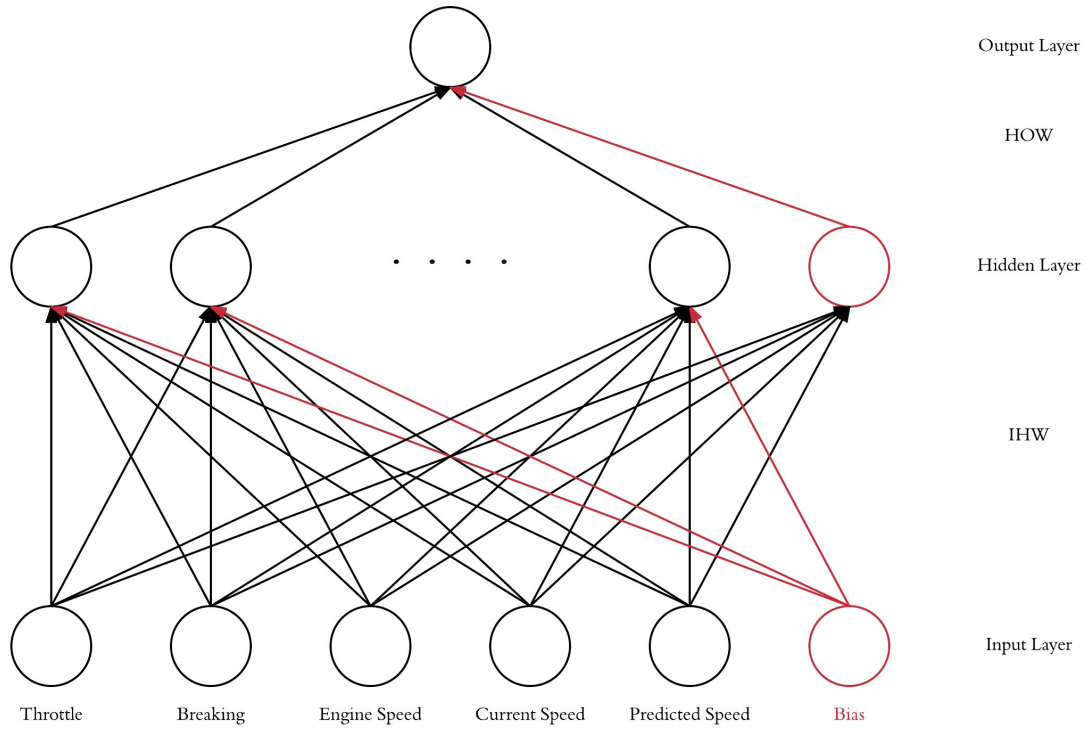 Output Layer
HOW
Hidden Layer
IHW
Input Layer
Throttle
Breaking
Engine Speed
Current Speed
Predicted Speed
Bias